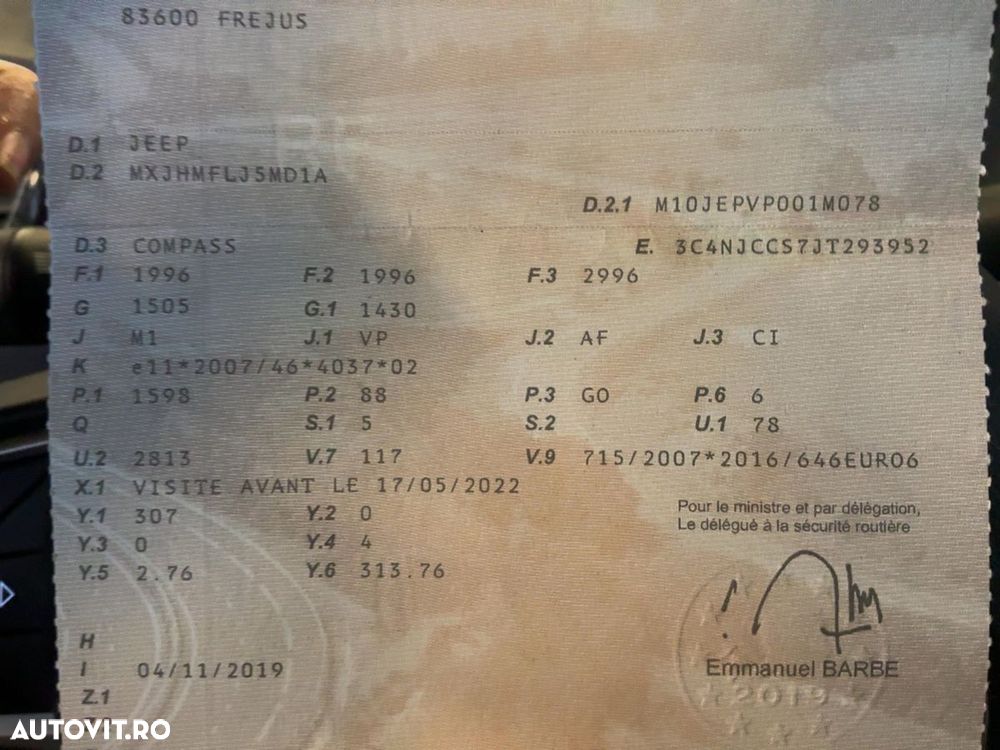 83600 FREJUS
D.1 JEEP
D.2 MXJHMFLJ5MD1A
D.2.1 M10JEPVP001M078
D.3 COMPASS E. 3C4NJCCS7JT293952
F.1 1996 F.2 1996 F.3 2996
G 1505 G.1 1430
J M1 J.1 VP J.2 AF J.3 CI
K e11*2007/46*4037*02
P.1 1598 P.2 88 P.3 GO P.6 6
Q S.1 5 S.2 U.1 78
U.2 2813 V.7 117 V.9 715/2007*2016/646EURO6
X.1 VISITE AVANT LE 17/05/2022
Y.1 307 Y.2 0
Y.3 0 Y.4 4
Y.5 2.76 Y.6 313.76
Pour le ministre et par délégation,
Le délégué à la sécurité routière
H
I 04/11/2019
Z.1
Emmanuel BARBE
2019
AUTOVIT.RO